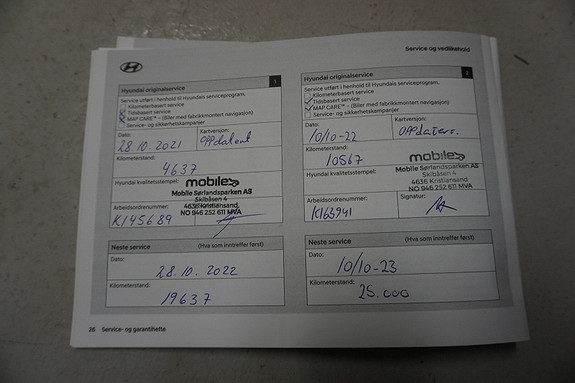 Service og vedlikehold
Hyundai originalservice
1
Service utført i henhold til Hyundais serviceprogram.
Kilometerbasert service
Tidsbasert service
MAP CARE™ - (Biler med fabrikkmontert navigasjon)
Service- og sikkerhetskampanjer
Dato:
28.10.2021
Kartversjon:
Oppdatert
Kilometerstand:
4637
Hyundai kvalitetsstempel:
mobile
Mobile Sørlandsparken AS
Skibåsen 4
4636 Kristiansand
NO 946 252 611 MVA
Arbeidsordrenummer:
K145689
Neste service
(Hva som inntreffer først)
Dato:
28.10.2022
Kilometerstand:
19637
Hyundai originalservice
2
Service utført i henhold til Hyundais serviceprogram.
Kilometerbasert service
Tidsbasert service
MAP CARE™ - (Biler med fabrikkmontert navigasjon)
Service- og sikkerhetskampanjer
Dato:
10/10-22
Kartversjon:
Kilometerstand:
10567
Hyundai kvalitetsstempel:
mobile
Mobile Sørlandsparken AS
Skibåsen 4
4636 Kristiansand
NO 946 252 611 MVA
Arbeidsordrenummer:
K163941
Signatur:
Neste service
(Hva som inntreffer først)
Dato:
10/10-23
Kilometerstand:
25.000
26 Service- og garantihefte